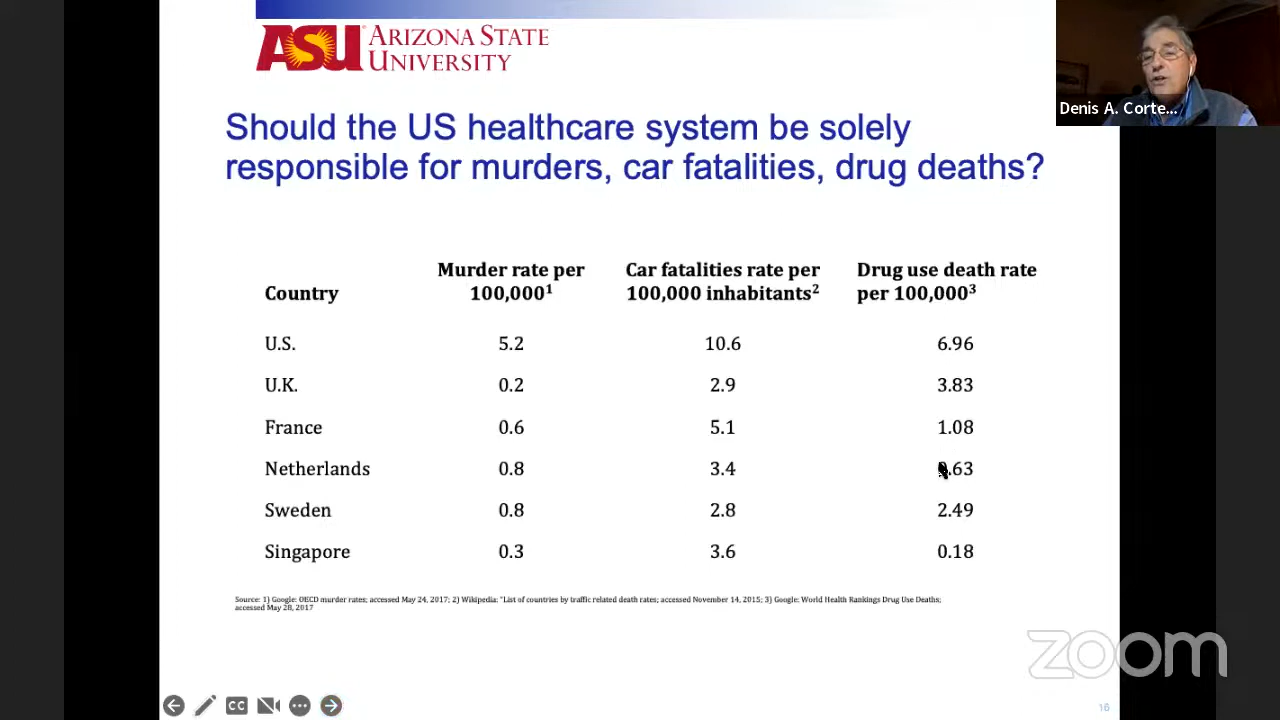 ASU ARIZONA STATE
UNIVERSITY
Denis A. Corte...
Should the US healthcare system be solely
responsible for murders, car fatalities, drug deaths?
Country Murder rate per 100,000¹ Car fatalities rate per 100,000 inhabitants² Drug use death rate per 100,000³
U.S. 5.2 10.6 6.96
U.K. 0.2 2.9 3.83
France 0.6 5.1 1.08
Netherlands 0.8 3.4 .63
Sweden 0.8 2.8 2.49
Singapore 0.3 3.6 0.18
Source: 1) Google: OECD murder rates; accessed May 24, 2017; 2) Wikipedia: "List of countries by traffic related death rates; accessed November 14, 2015; 3) Google: World Health Rankings Drug Use Deaths;
accessed May 28, 2017
zoom
CC
16